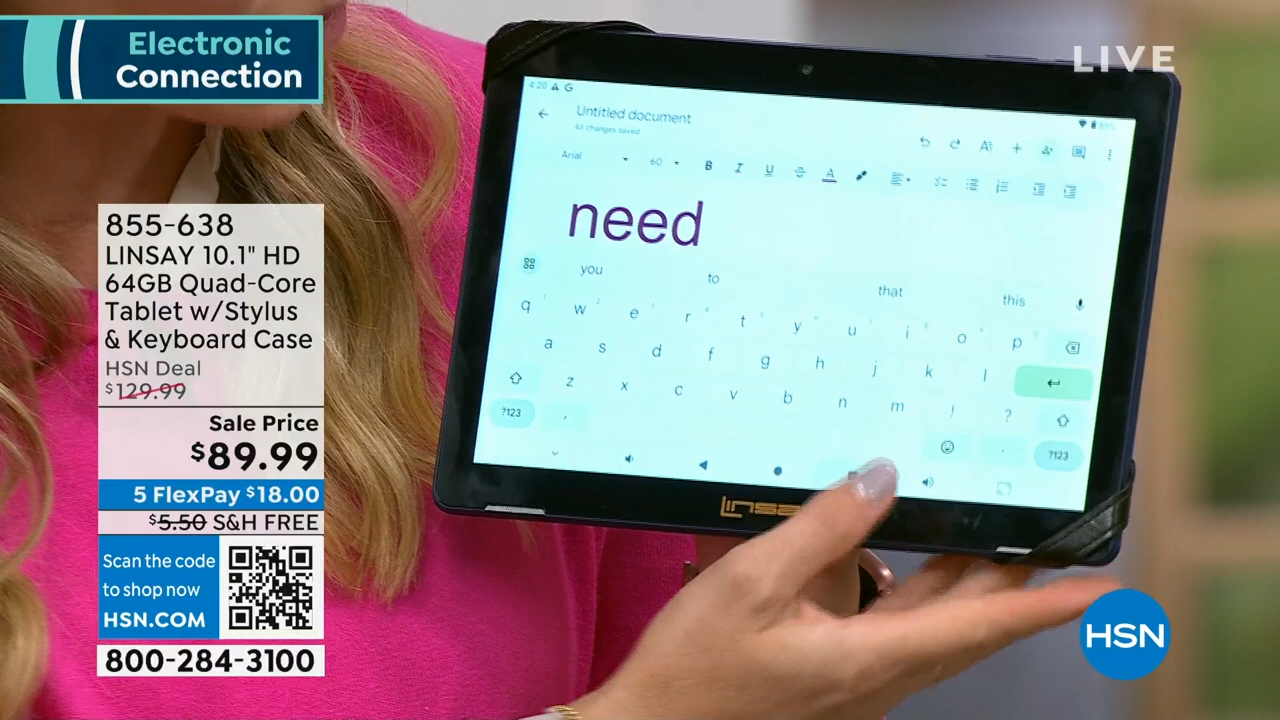 Electronic
Connection
LIVE
855-638
LINSAY 10.1" HD
64GB Quad-Core
Tablet w/Stylus
& Keyboard Case
HSN Deal
$129.99
Sale Price
$89.99
5 FlexPay $18.00
$5.50 S&H FREE
Scan the code
to shop now
HSN.COM
800-284-3100
4:20 G
Untitled document
All changes saved
Arial 60 B I U S A
need
you to that this
q w e r t y u i o p
a s d f g h j k l
z x c v b n m ! ?
?123 , . ?123
HSN